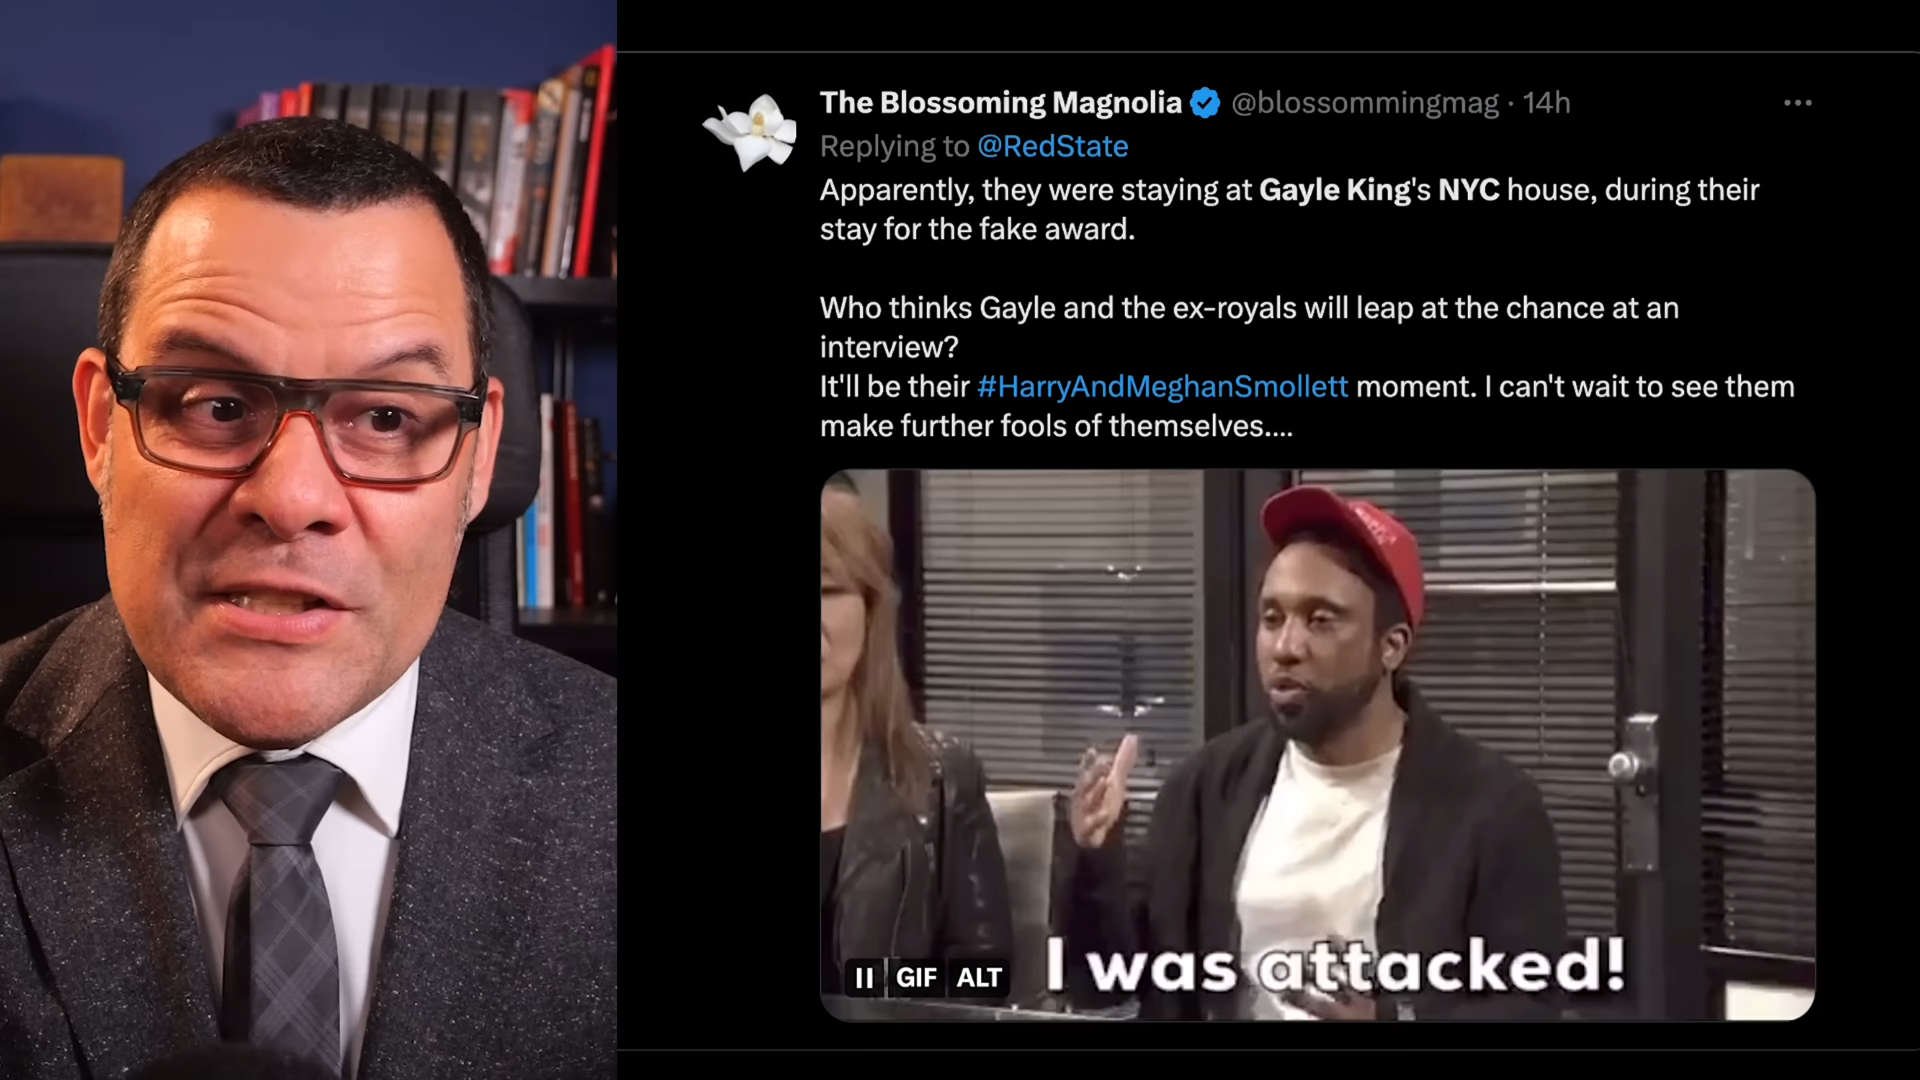 The Blossoming Magnolia @blossommingmag · 14h
Replying to @RedState
Apparently, they were staying at Gayle King's NYC house, during their
stay for the fake award.
Who thinks Gayle and the ex-royals will leap at the chance at an
interview?
It'll be their #HarryAndMeghanSmollett moment. I can't wait to see them
make further fools of themselves....
I was attacked!
GIF ALT